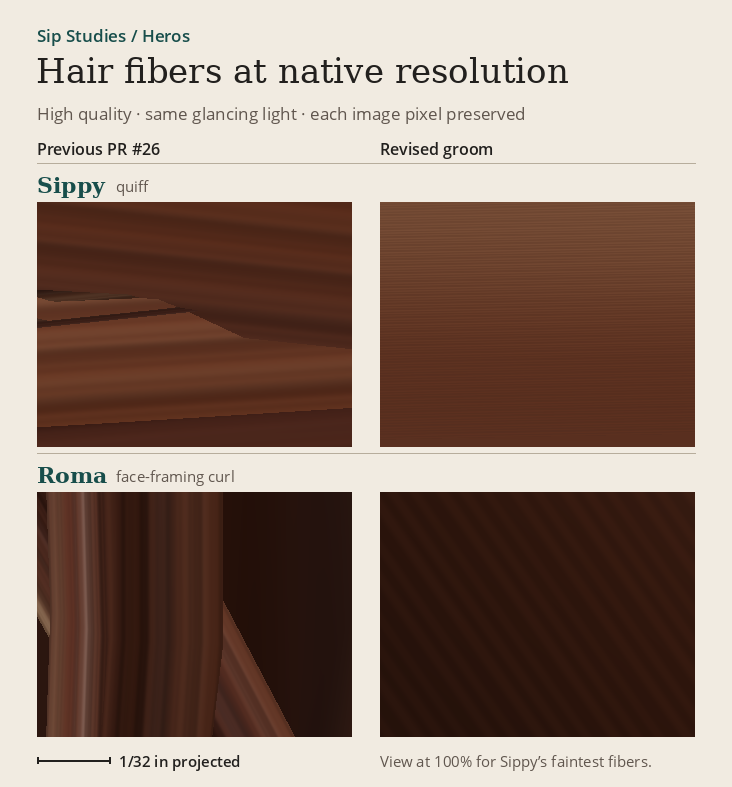 Sip Studies / Heros
Hair fibers at native resolution
High quality · same glancing light · each image pixel preserved
Previous PR #26
Revised groom
Sippy quiff
Roma face-framing curl
1/32 in projected
View at 100% for Sippy’s faintest fibers.